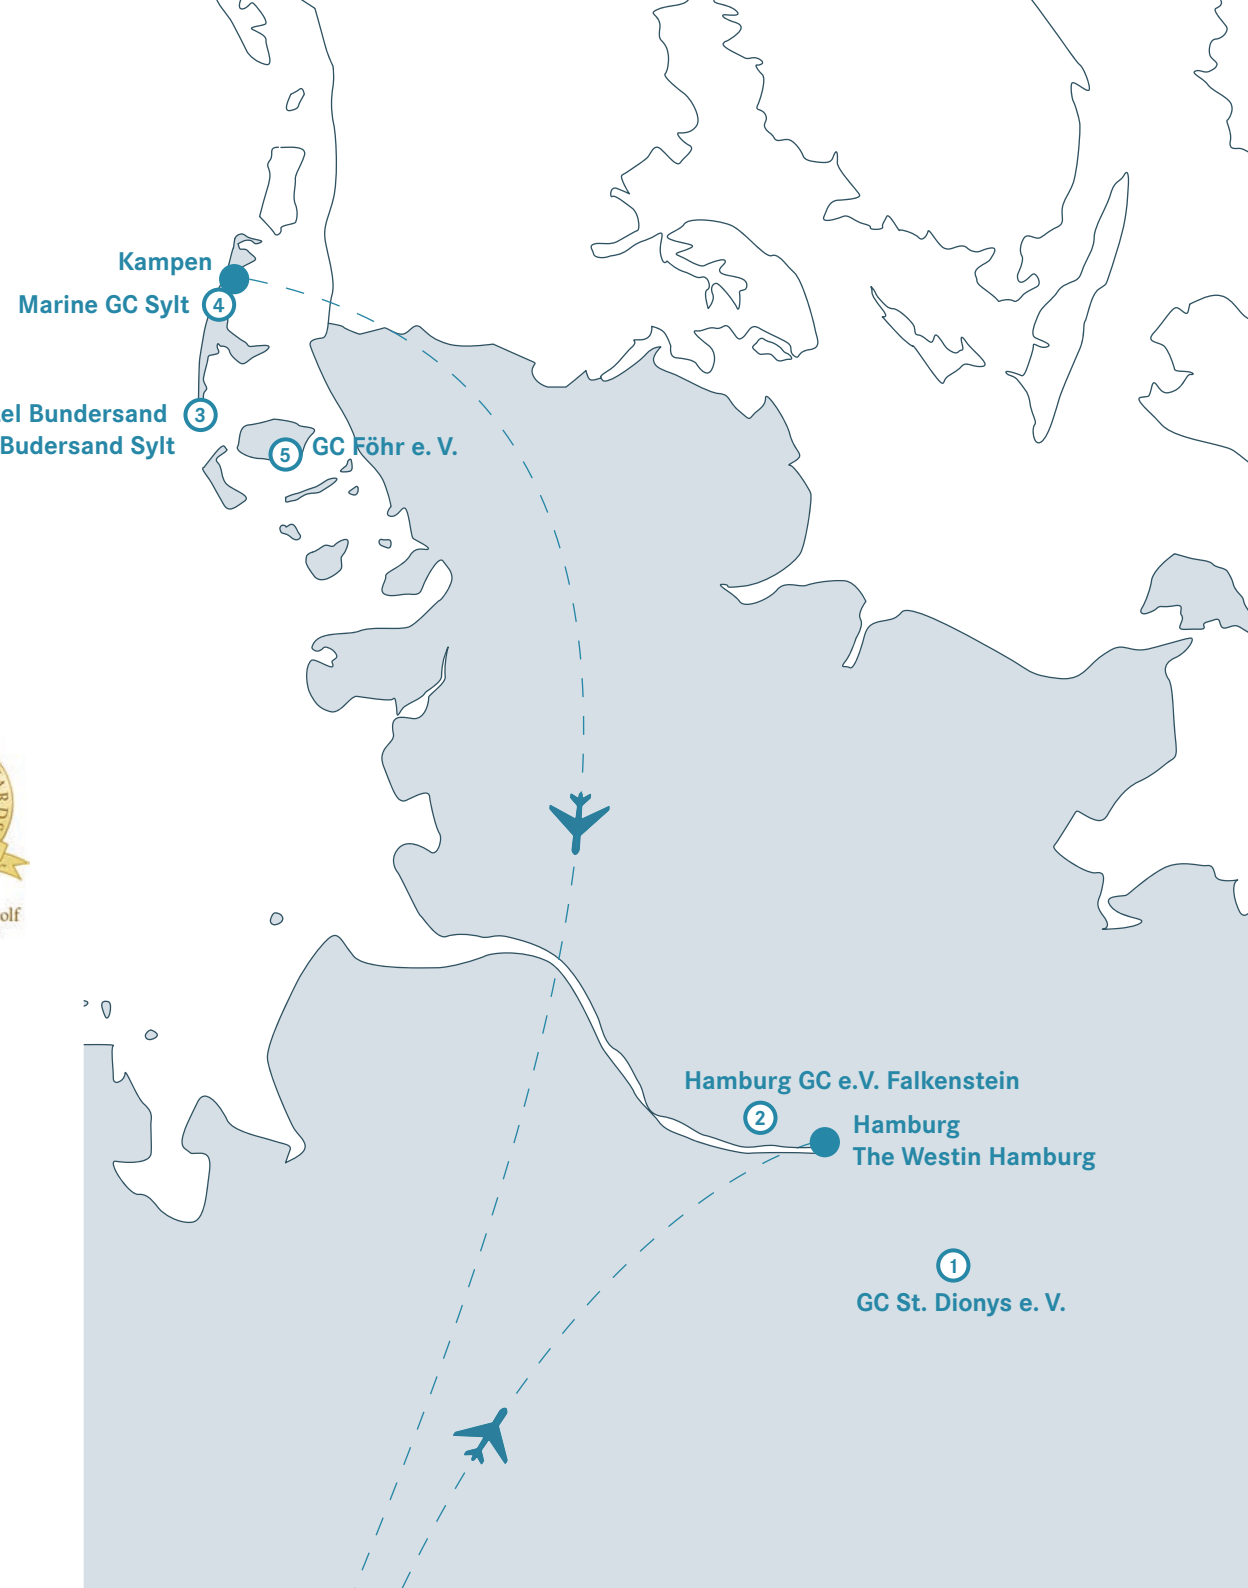 Kampen
Marine GC Sylt 4
el Bundersand 3
Budersand Sylt
5 GC Föhr e. V.
olf
Hamburg GC e.V. Falkenstein
2
Hamburg
The Westin Hamburg
1
GC St. Dionys e. V.